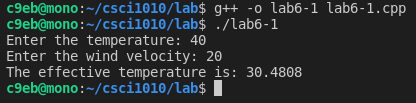 c9eb@mono:~/csci1010/lab$ g++ -o lab6-1 lab6-1.cpp
c9eb@mono:~/csci1010/lab$ ./lab6-1
Enter the temperature: 40
Enter the wind velocity: 20
The effective temperature is: 30.4808
c9eb@mono:~/csci1010/lab$